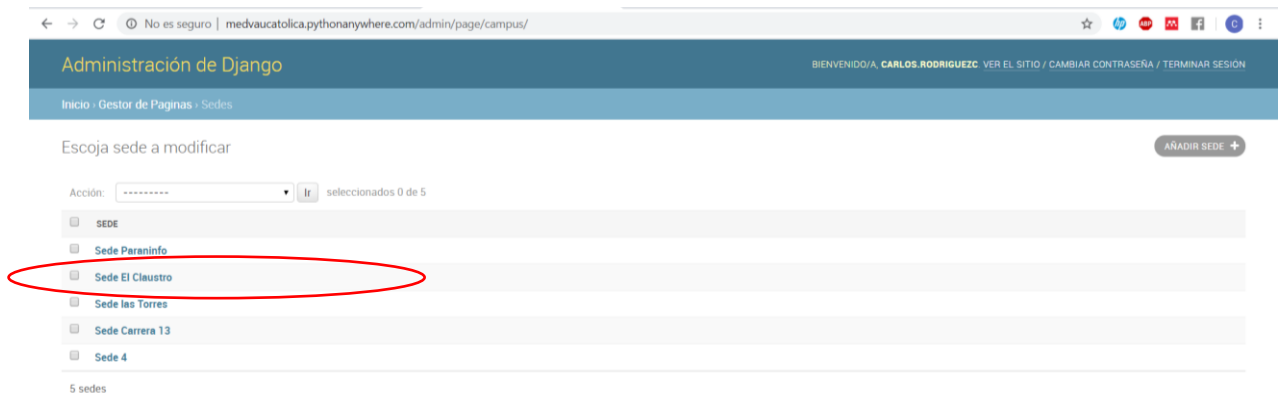 No es seguro | medvaucatolica.pythonanywhere.com/admin/page/campus/
ABP
C
Administración de Django
BIENVENIDO/A, CARLOS.RODRIGUEZC VER EL SITIO / CAMBIAR CONTRASEÑA / TERMINAR SESIÓN
Inicio › Gestor de Paginas › Sedes
Escoja sede a modificar
AÑADIR SEDE +
Acción: --------- Ir seleccionados 0 de 5
SEDE
Sede Paraninfo
Sede El Claustro
Sede las Torres
Sede Carrera 13
Sede 4
5 sedes